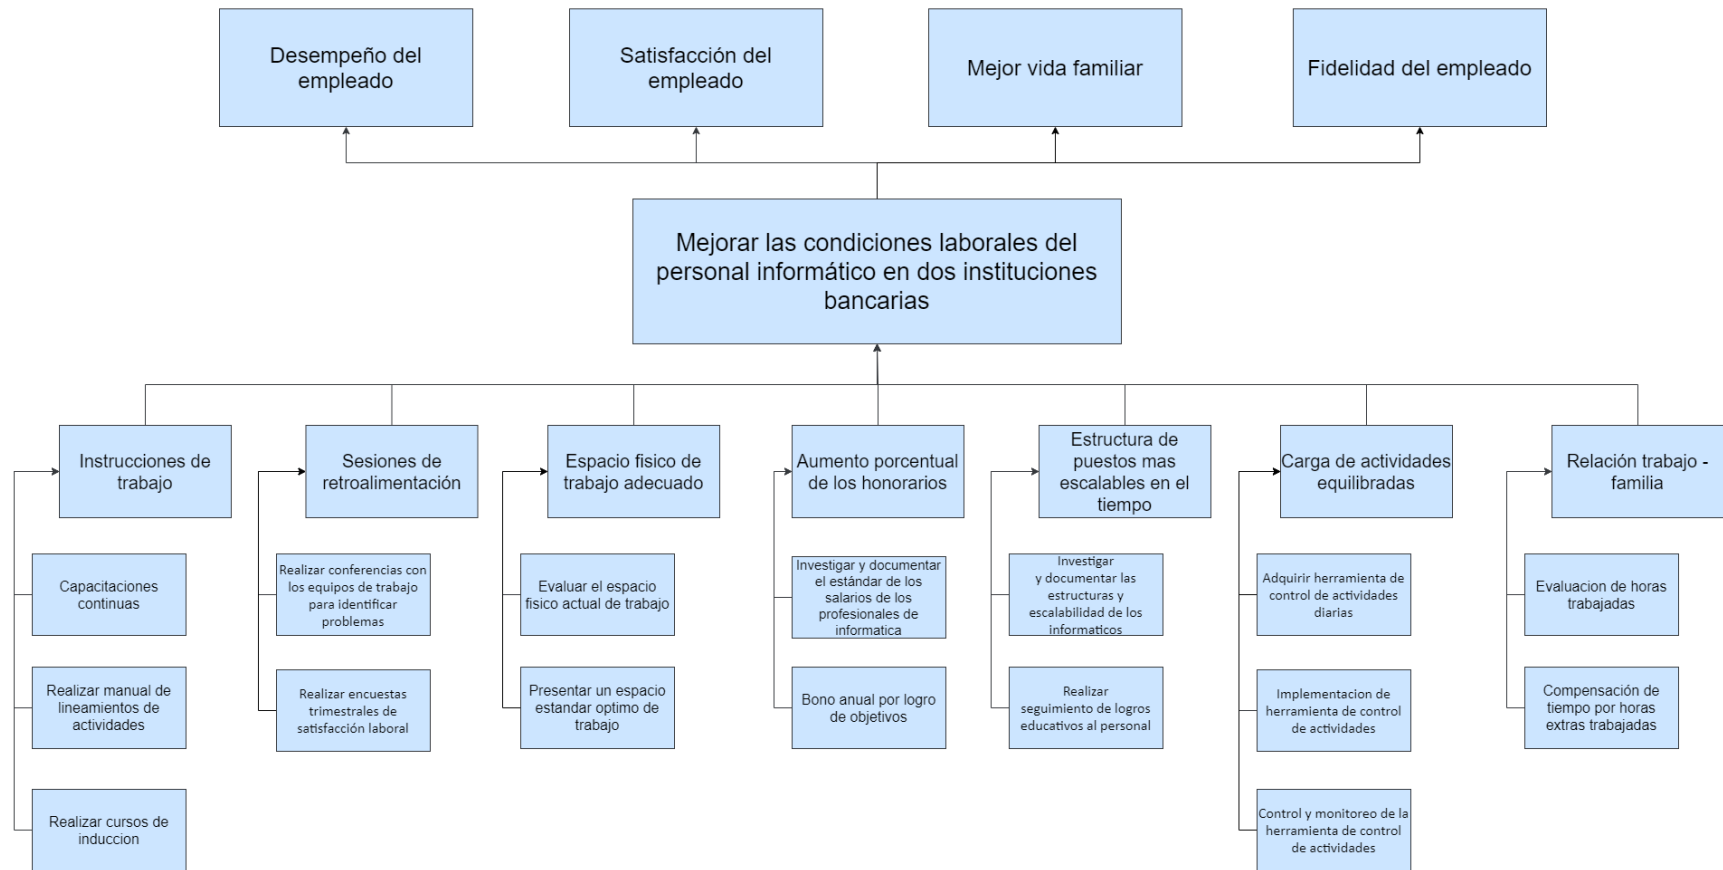 Desempeño del
empleado
Satisfacción del
empleado
Mejor vida familiar
Fidelidad del empleado
Mejorar las condiciones laborales del
personal informático en dos instituciones
bancarias
Instrucciones de
trabajo
Sesiones de
retroalimentación
Espacio fisico de
trabajo adecuado
Aumento porcentual
de los honorarios
Estructura de
puestos mas
escalables en el
tiempo
Carga de actividades
equilibradas
Relación trabajo -
familia
Capacitaciones
continuas
Realizar conferencias con
los equipos de trabajo
para identificar
problemas
Evaluar el espacio
fisico actual de trabajo
Investigar y documentar
el estándar de los
salarios de los
profesionales de
informatica
Investigar
y documentar las
estructuras y
escalabilidad de los
informaticos
Adquirir herramienta de
control de actividades
diarias
Evaluacion de horas
trabajadas
Realizar manual de
lineamientos de
actividades
Realizar encuestas
trimestrales de
satisfacción laboral
Presentar un espacio
estandar optimo de
trabajo
Bono anual por logro
de objetivos
Realizar
seguimiento de logros
educativos al personal
Implementacion de
herramienta de control
de actividades
Compensación de
tiempo por horas
extras trabajadas
Realizar cursos de
induccion
Control y monitoreo de la
herramienta de control
de actividades